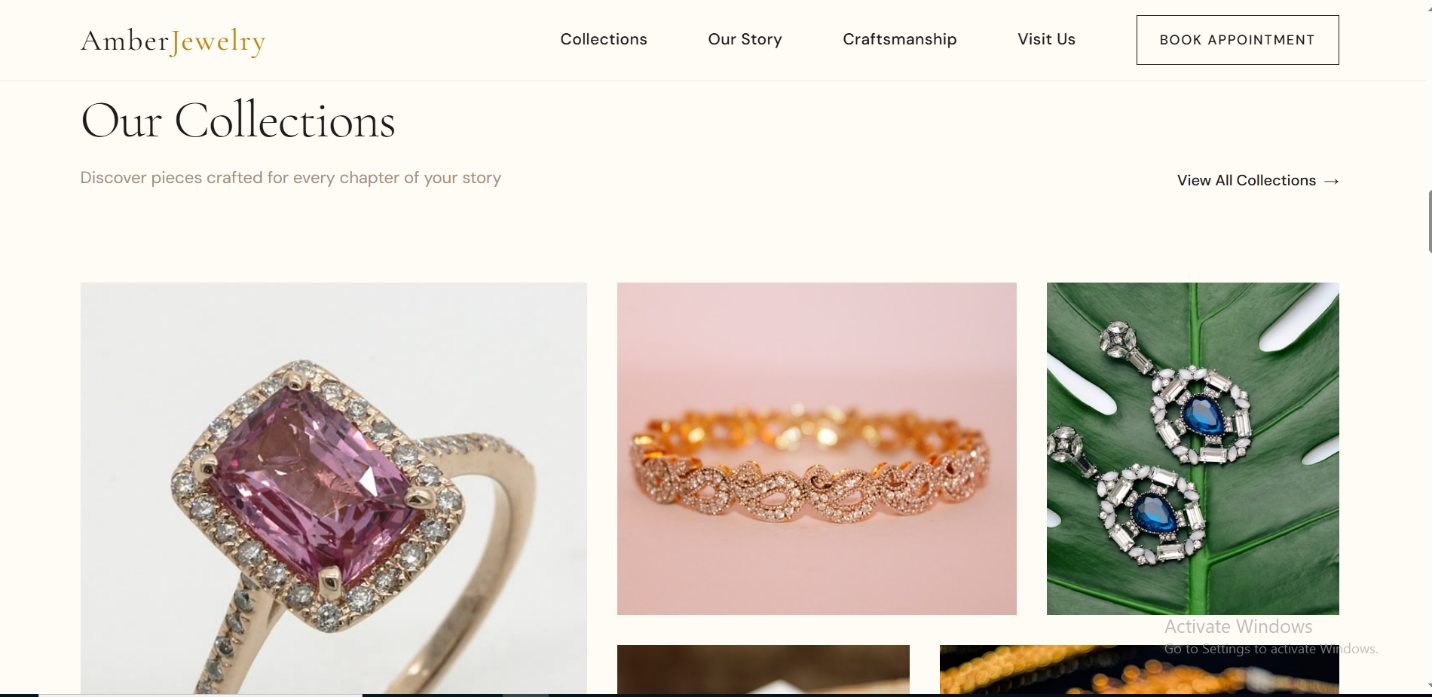 AmberJewelry
Collections
Our Story
Craftsmanship
Visit Us
BOOK APPOINTMENT
Our Collections
Discover pieces crafted for every chapter of your story
View All Collections →
Activate Windows
Go to Settings to activate Windows.